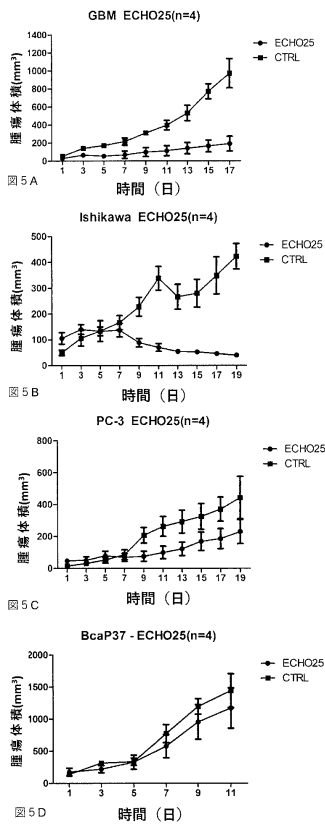 GBM ECHO25(n=4)
腫瘍体積(mm³)
1400
1200
1000
800
600
400
200
0
1 3 5 7 9 11 13 15 17
ECHO25
CTRL
時間（日）
図5A
Ishikawa ECHO25(n=4)
腫瘍体積(mm³)
500
400
300
200
100
0
1 3 5 7 9 11 13 15 17 19
ECHO25
CTRL
時間（日）
図5B
PC-3 ECHO25(n=4)
腫瘍体積(mm³)
800
600
400
200
0
1 3 5 7 9 11 13 15 17 19
ECHO25
CTRL
時間（日）
図5C
BcaP37 - ECHO25(n=4)
腫瘍体積(mm³)
2000
1500
1000
500
0
1 3 5 7 9 11
ECHO25
CTRL
時間（日）
図5D